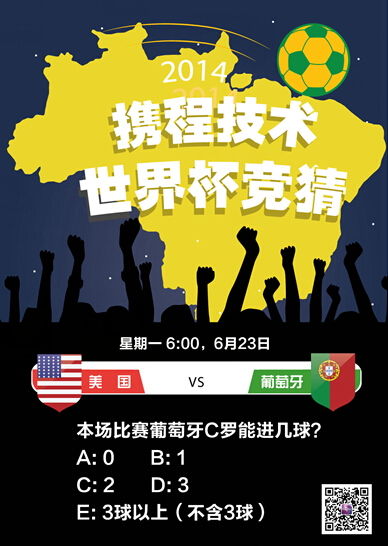 2014
携程技术
世界杯竞猜
星期一 6:00，6月23日
美国 VS 葡萄牙
本场比赛葡萄牙C罗能进几球?
A: 0 B: 1
C: 2 D: 3
E: 3球以上（不含3球）